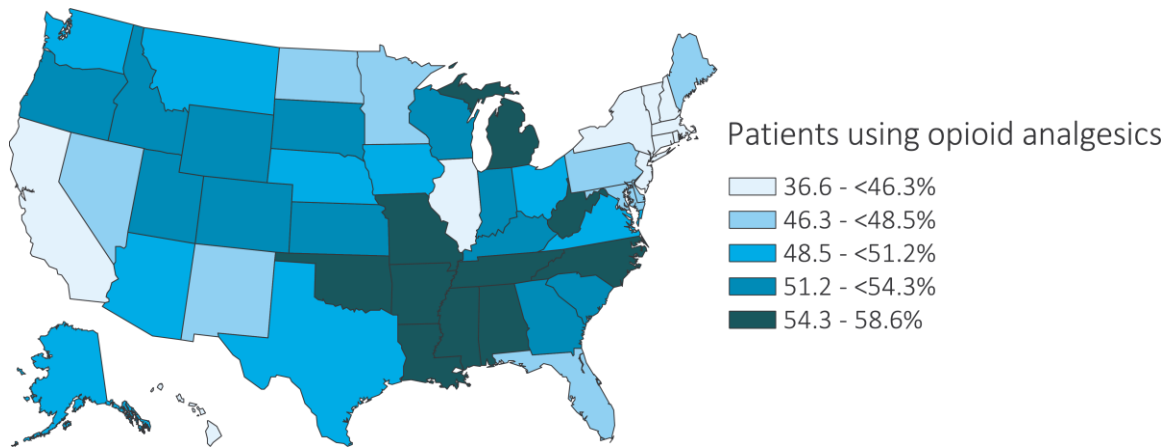 Patients using opioid analgesics
36.6 - <46.3%
46.3 - <48.5%
48.5 - <51.2%
51.2 - <54.3%
54.3 - 58.6%